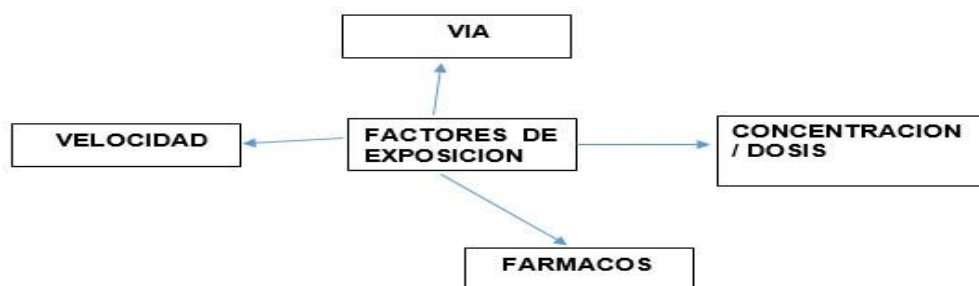 VIA
VELOCIDAD
FACTORES DE
EXPOSICION
CONCENTRACION
/ DOSIS
FARMACOS